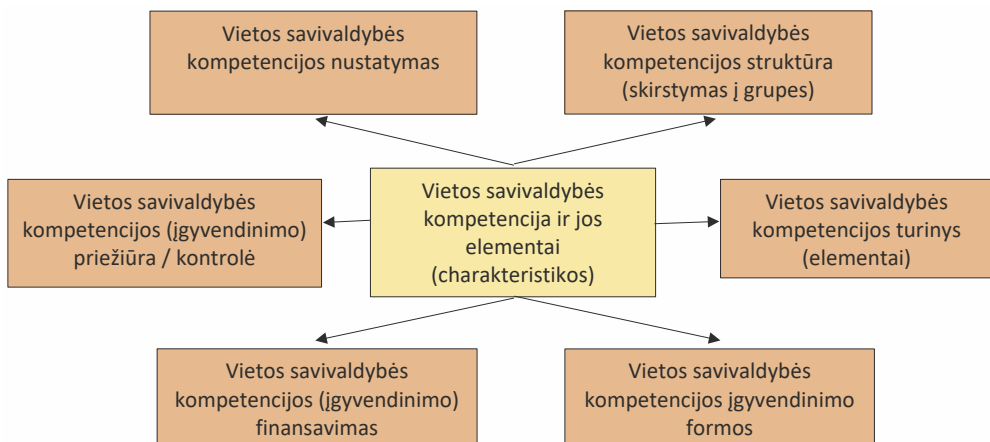 Vietos savivaldybės
kompetencijos nustatymas
Vietos savivaldybės
kompetencijos struktūra
(skirstymas į grupes)
Vietos savivaldybės
kompetencijos (įgyvendinimo)
priežiūra / kontrolė
Vietos savivaldybės
kompetencija ir jos
elementai
(charakteristikos)
Vietos savivaldybės
kompetencijos turinys
(elementai)
Vietos savivaldybės
kompetencijos (įgyvendinimo)
finansavimas
Vietos savivaldybės
kompetencijos įgyvendinimo
formos